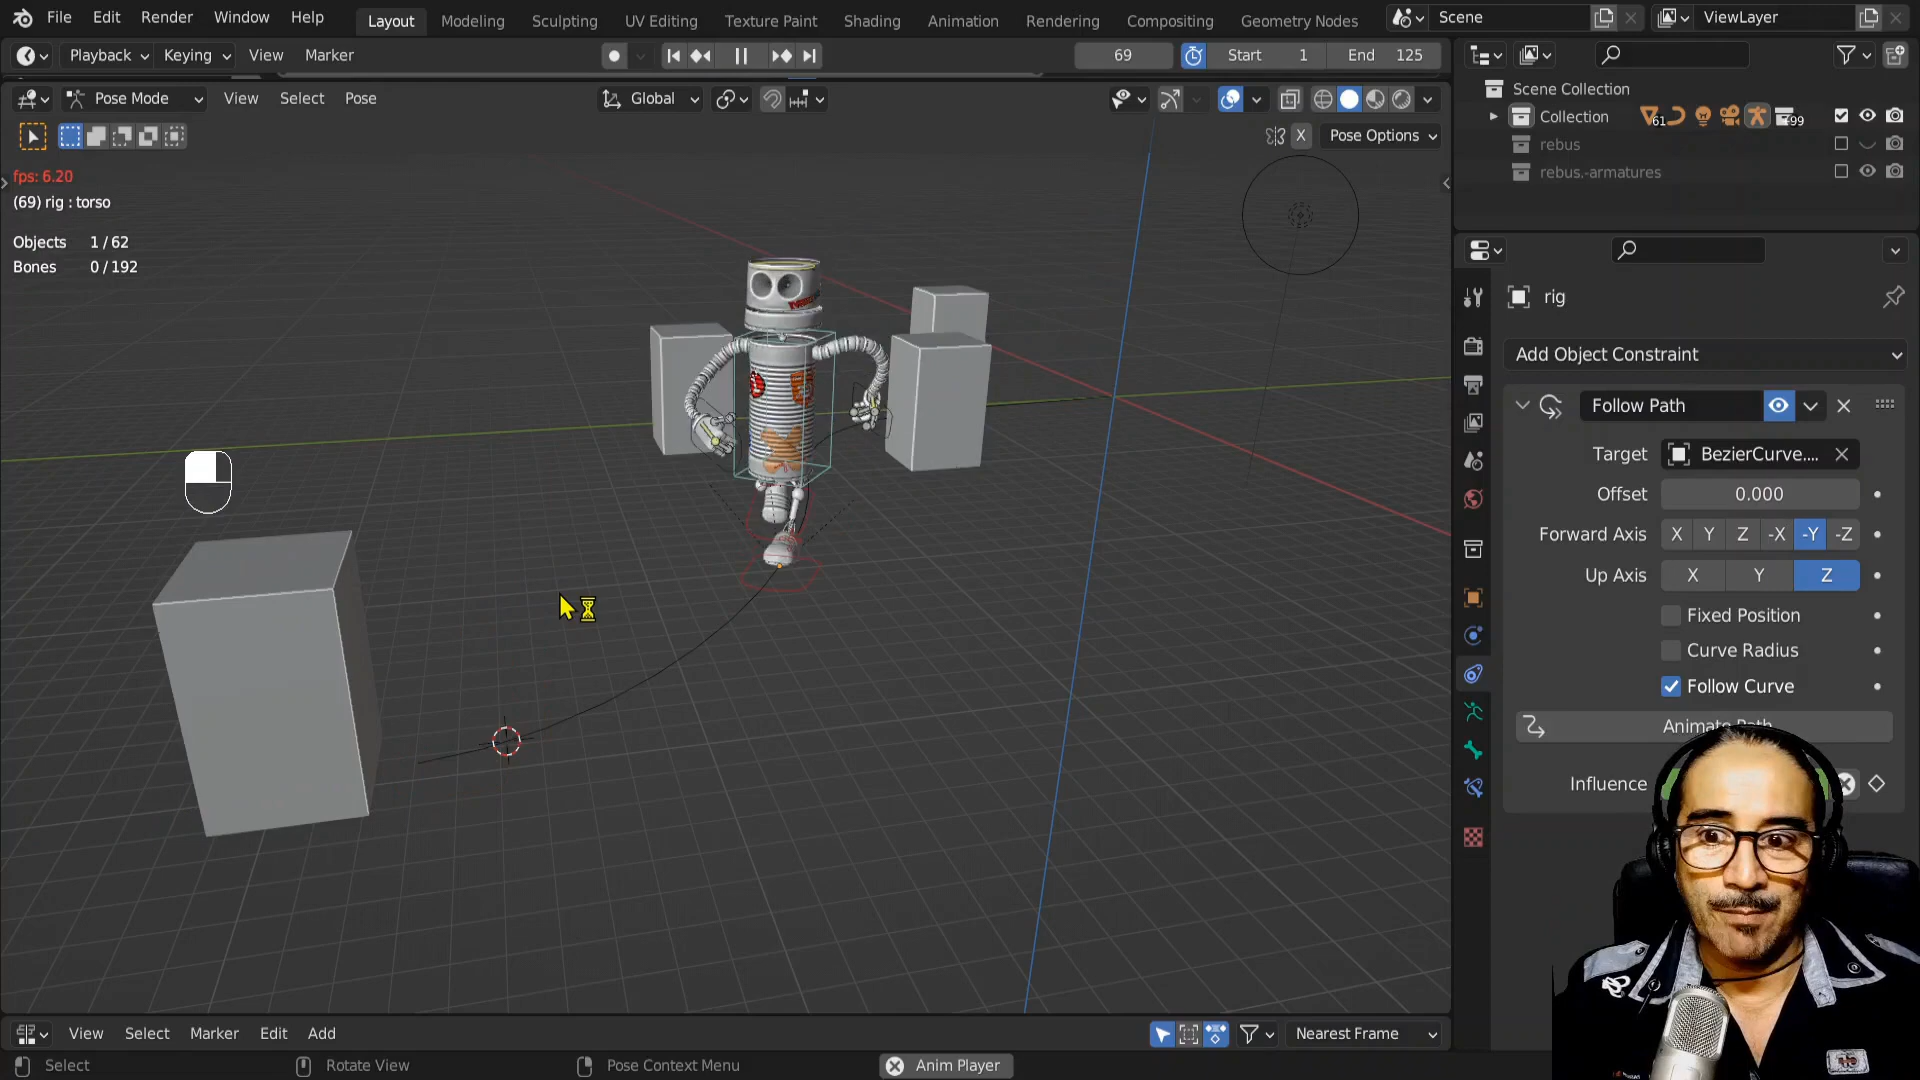 File Edit Render Window Help
Layout Modeling Sculpting UV Editing Texture Paint Shading Animation Rendering Compositing Geometry Nodes
Scene
ViewLayer
Playback Keying View Marker
69 Start 1 End 125
Pose Mode View Select Pose
Global
X Pose Options
fps: 6.20
(69) rig : torso
Objects 1 / 62
Bones 0 / 192
Scene Collection
Collection 61
rebus
rebus.-armatures
rig
Add Object Constraint
Follow Path
Target BezierCurve....
Offset 0.000
Forward Axis X Y Z -X -Y -Z
Up Axis X Y Z
Fixed Position
Curve Radius
Follow Curve
Animate Path
Influence
View Select Marker Edit Add
Nearest Frame
Select Rotate View Pose Context Menu Anim Player